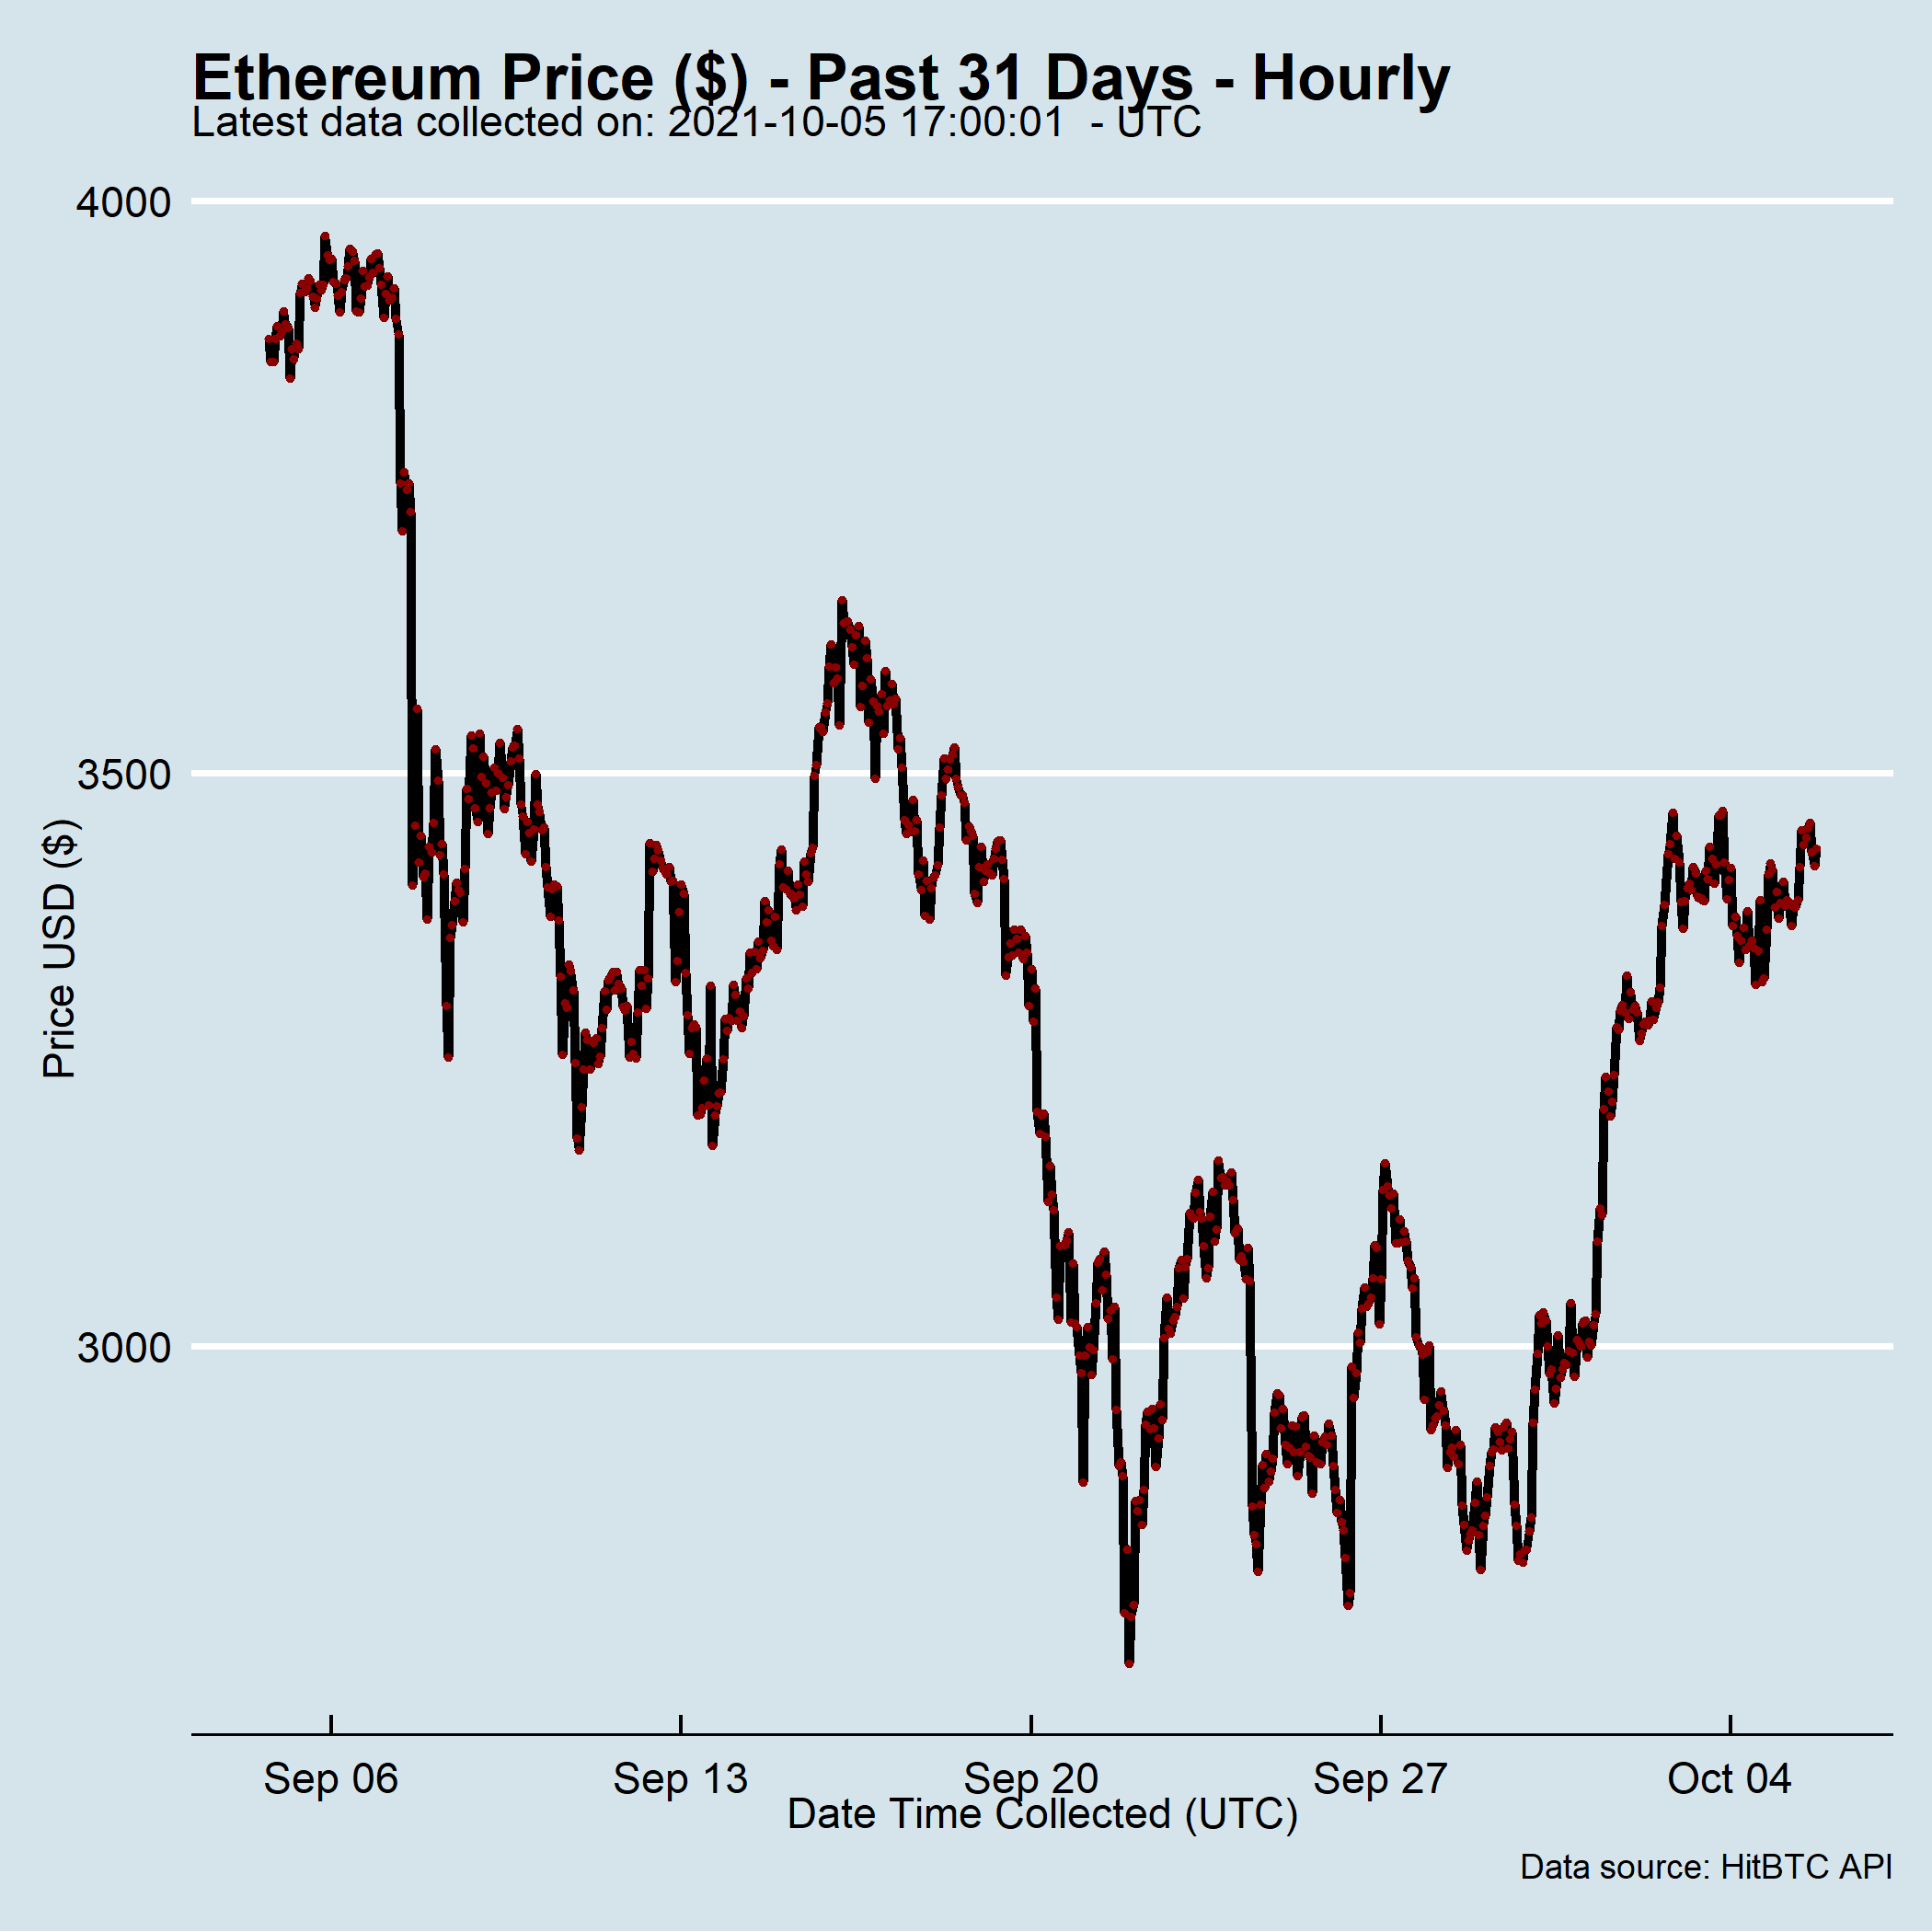 Ethereum Price ($) - Past 31 Days - Hourly
Latest data collected on: 2021-10-05 17:00:01  - UTC
4000
3500
3000
Price USD ($)
Sep 06
Sep 13
Sep 20
Sep 27
Oct 04
Date Time Collected (UTC)
Data source: HitBTC API